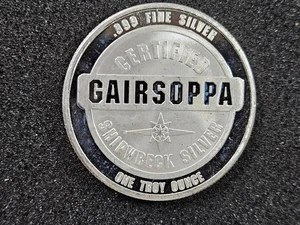 .999 FINE SILVER
CERTIFIED
GAIRSOPPA
SHIPWRECK SILVER
ONE TROY OUNCE